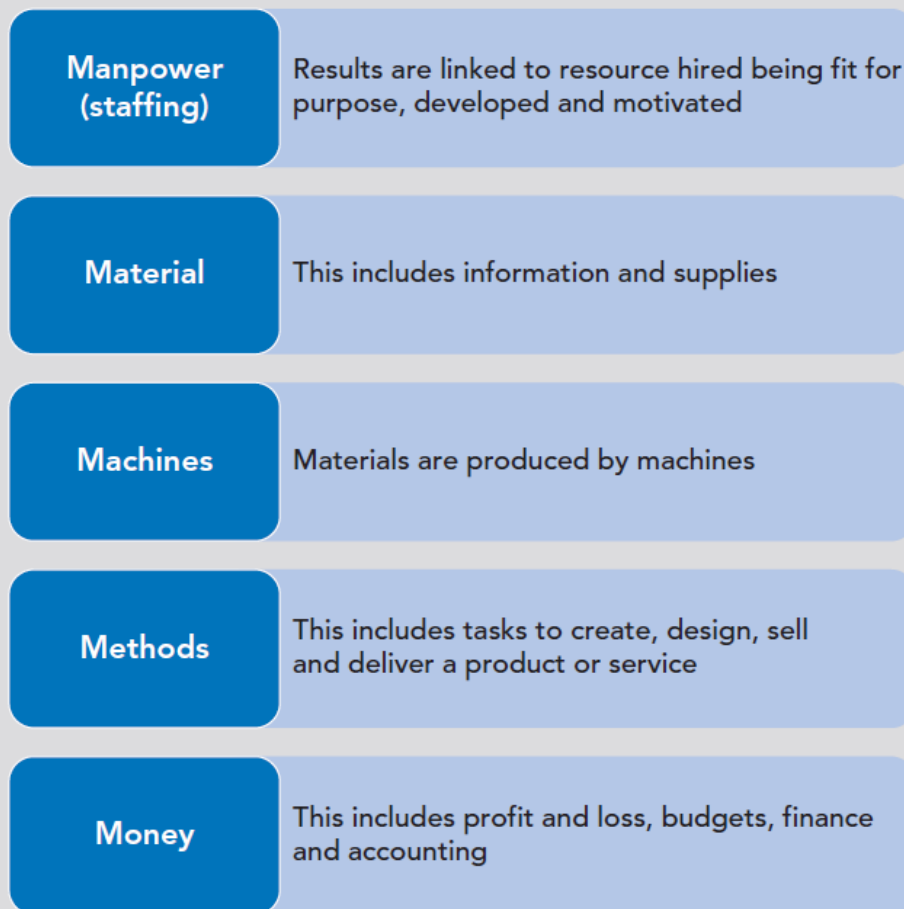 Manpower
(staffing)
Results are linked to resource hired being fit for
purpose, developed and motivated
Material
This includes information and supplies
Machines
Materials are produced by machines
Methods
This includes tasks to create, design, sell
and deliver a product or service
Money
This includes profit and loss, budgets, finance
and accounting